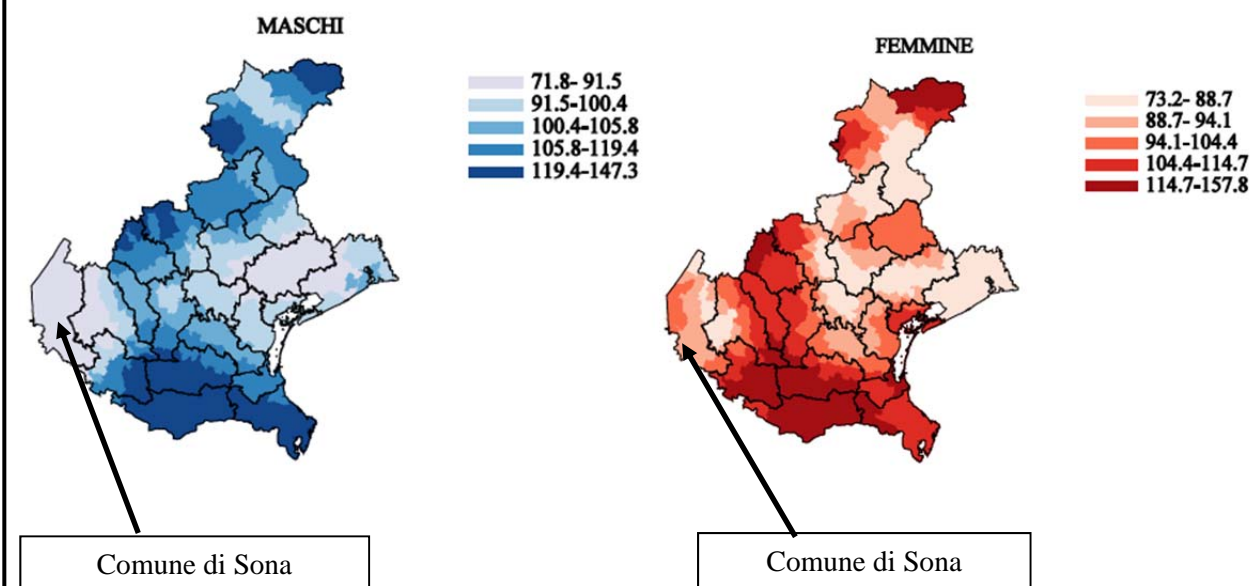 MASCHI
71.8- 91.5
91.5-100.4
100.4-105.8
105.8-119.4
119.4-147.3
Comune di Sona
FEMMINE
73.2- 88.7
88.7- 94.1
94.1-104.4
104.4-114.7
114.7-157.8
Comune di Sona